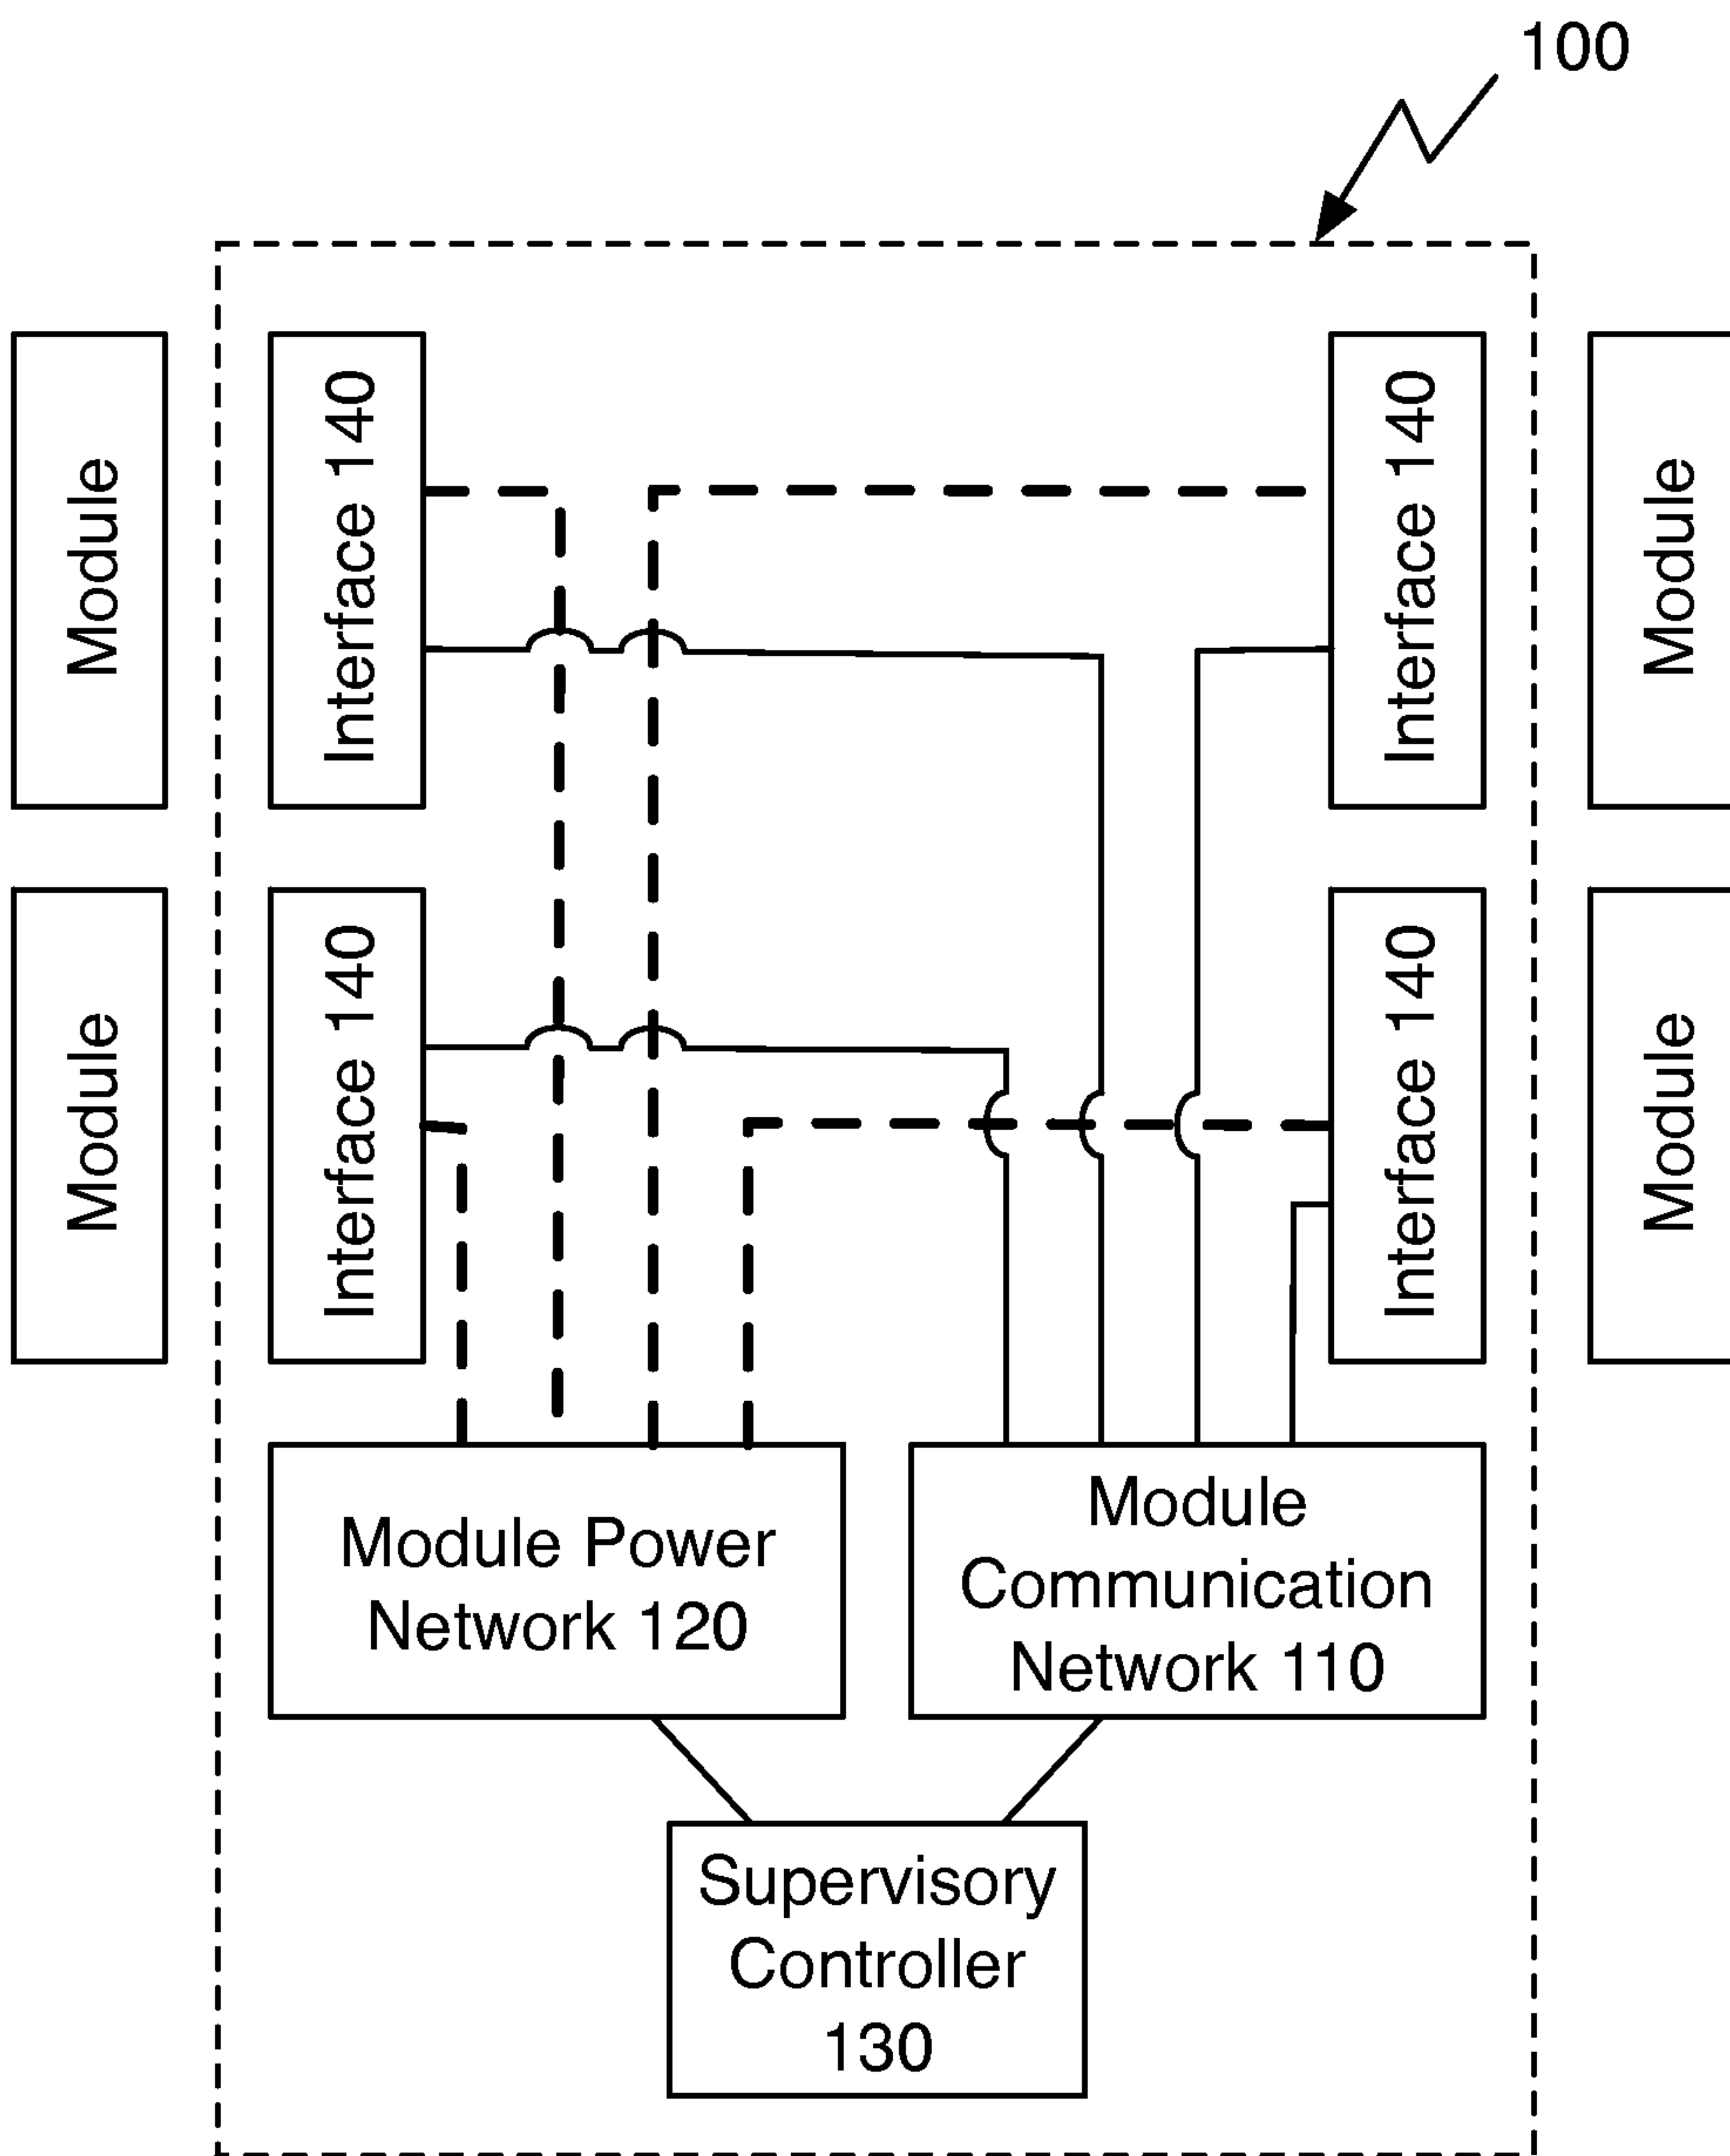 100
Module
Interface 140
Interface 140
Module
Module
Interface 140
Interface 140
Module
Module Power
Network 120
Module
Communication
Network 110
Supervisory
Controller
130